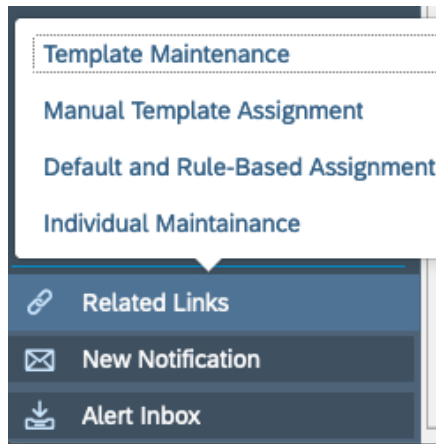 Template Maintenance
Manual Template Assignment
Default and Rule-Based Assignment
Individual Maintainance
Related Links
New Notification
Alert Inbox